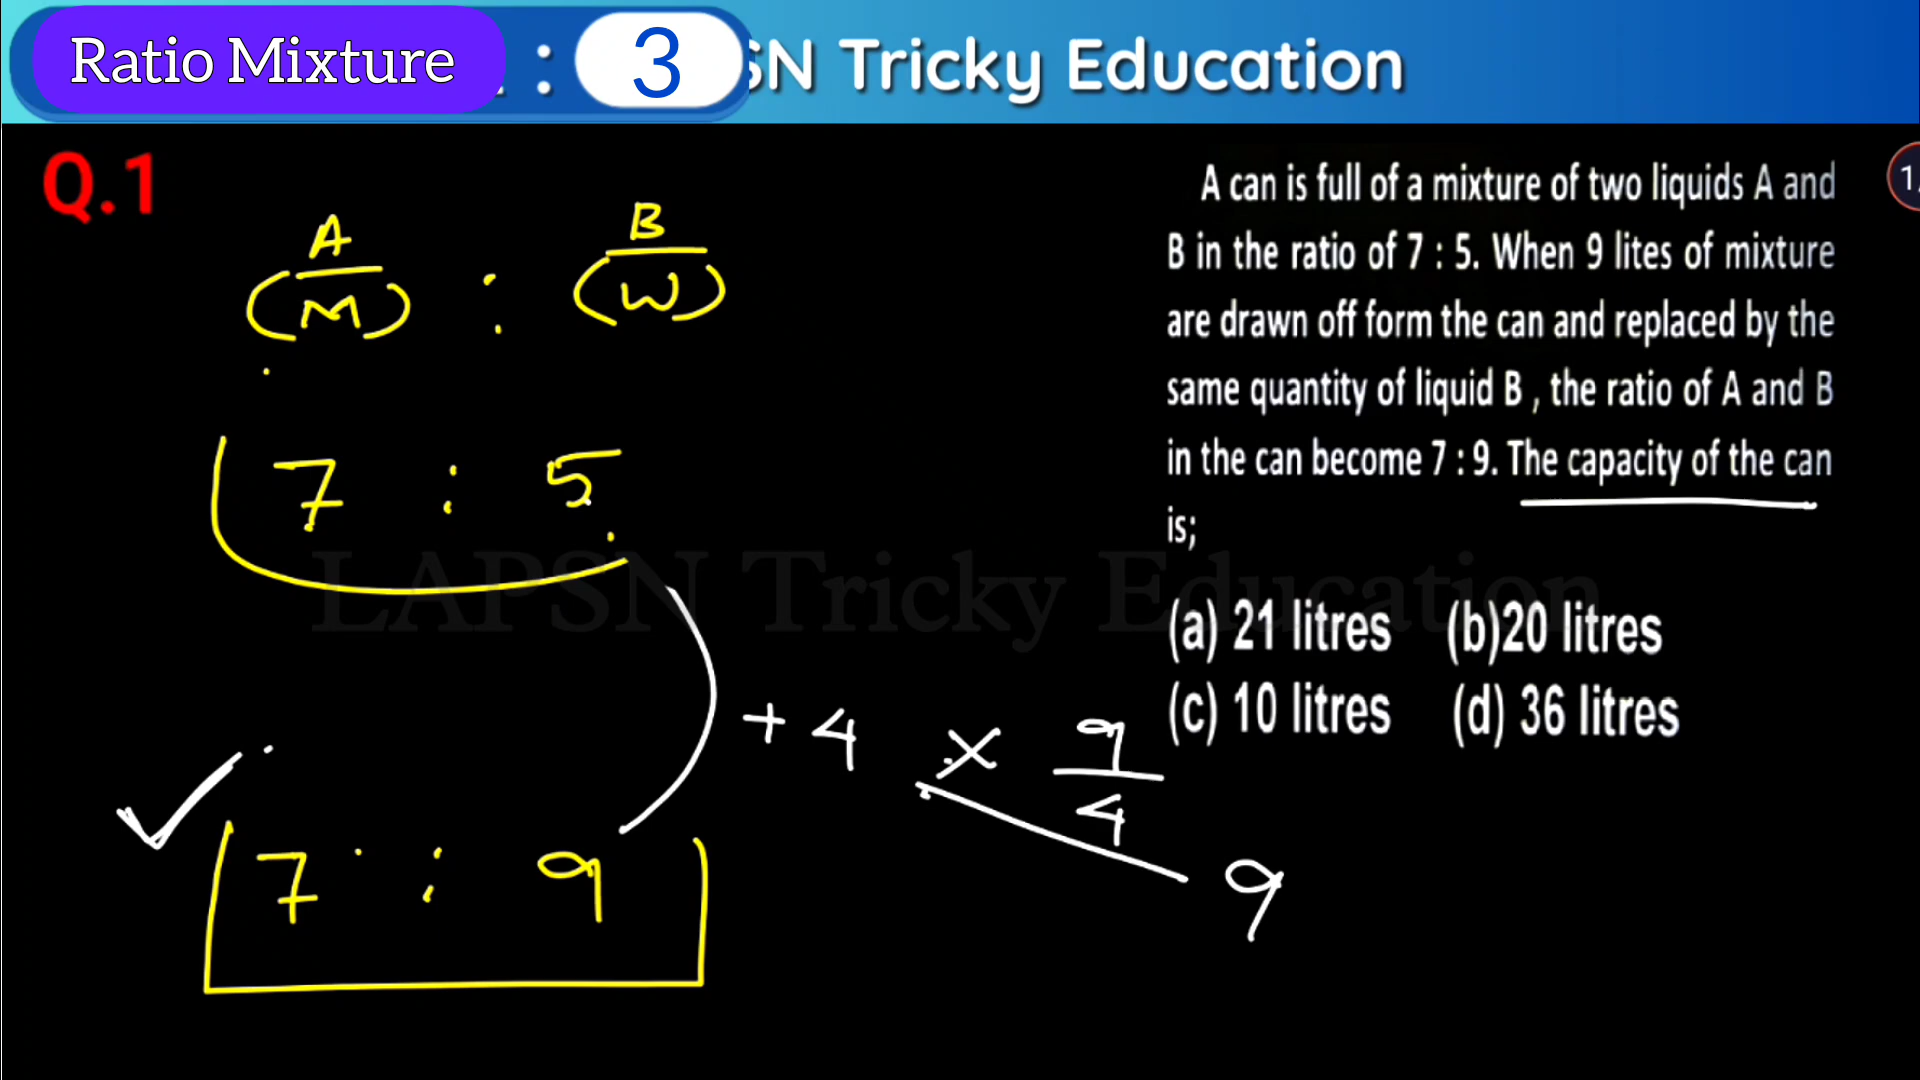 Ratio Mixture : 3 SN Tricky Education
Q.1
A can is full of a mixture of two liquids A and
B in the ratio of 7 : 5. When 9 lites of mixture
are drawn off form the can and replaced by the
same quantity of liquid B , the ratio of A and B
in the can become 7 : 9. The capacity of the can
is;
(a) 21 litres (b)20 litres
(c) 10 litres (d) 36 litres
A B
(M) : (W)
7 : 5
LAPSN Tricky Education
+ 4 × 9/4
9
7 : 9